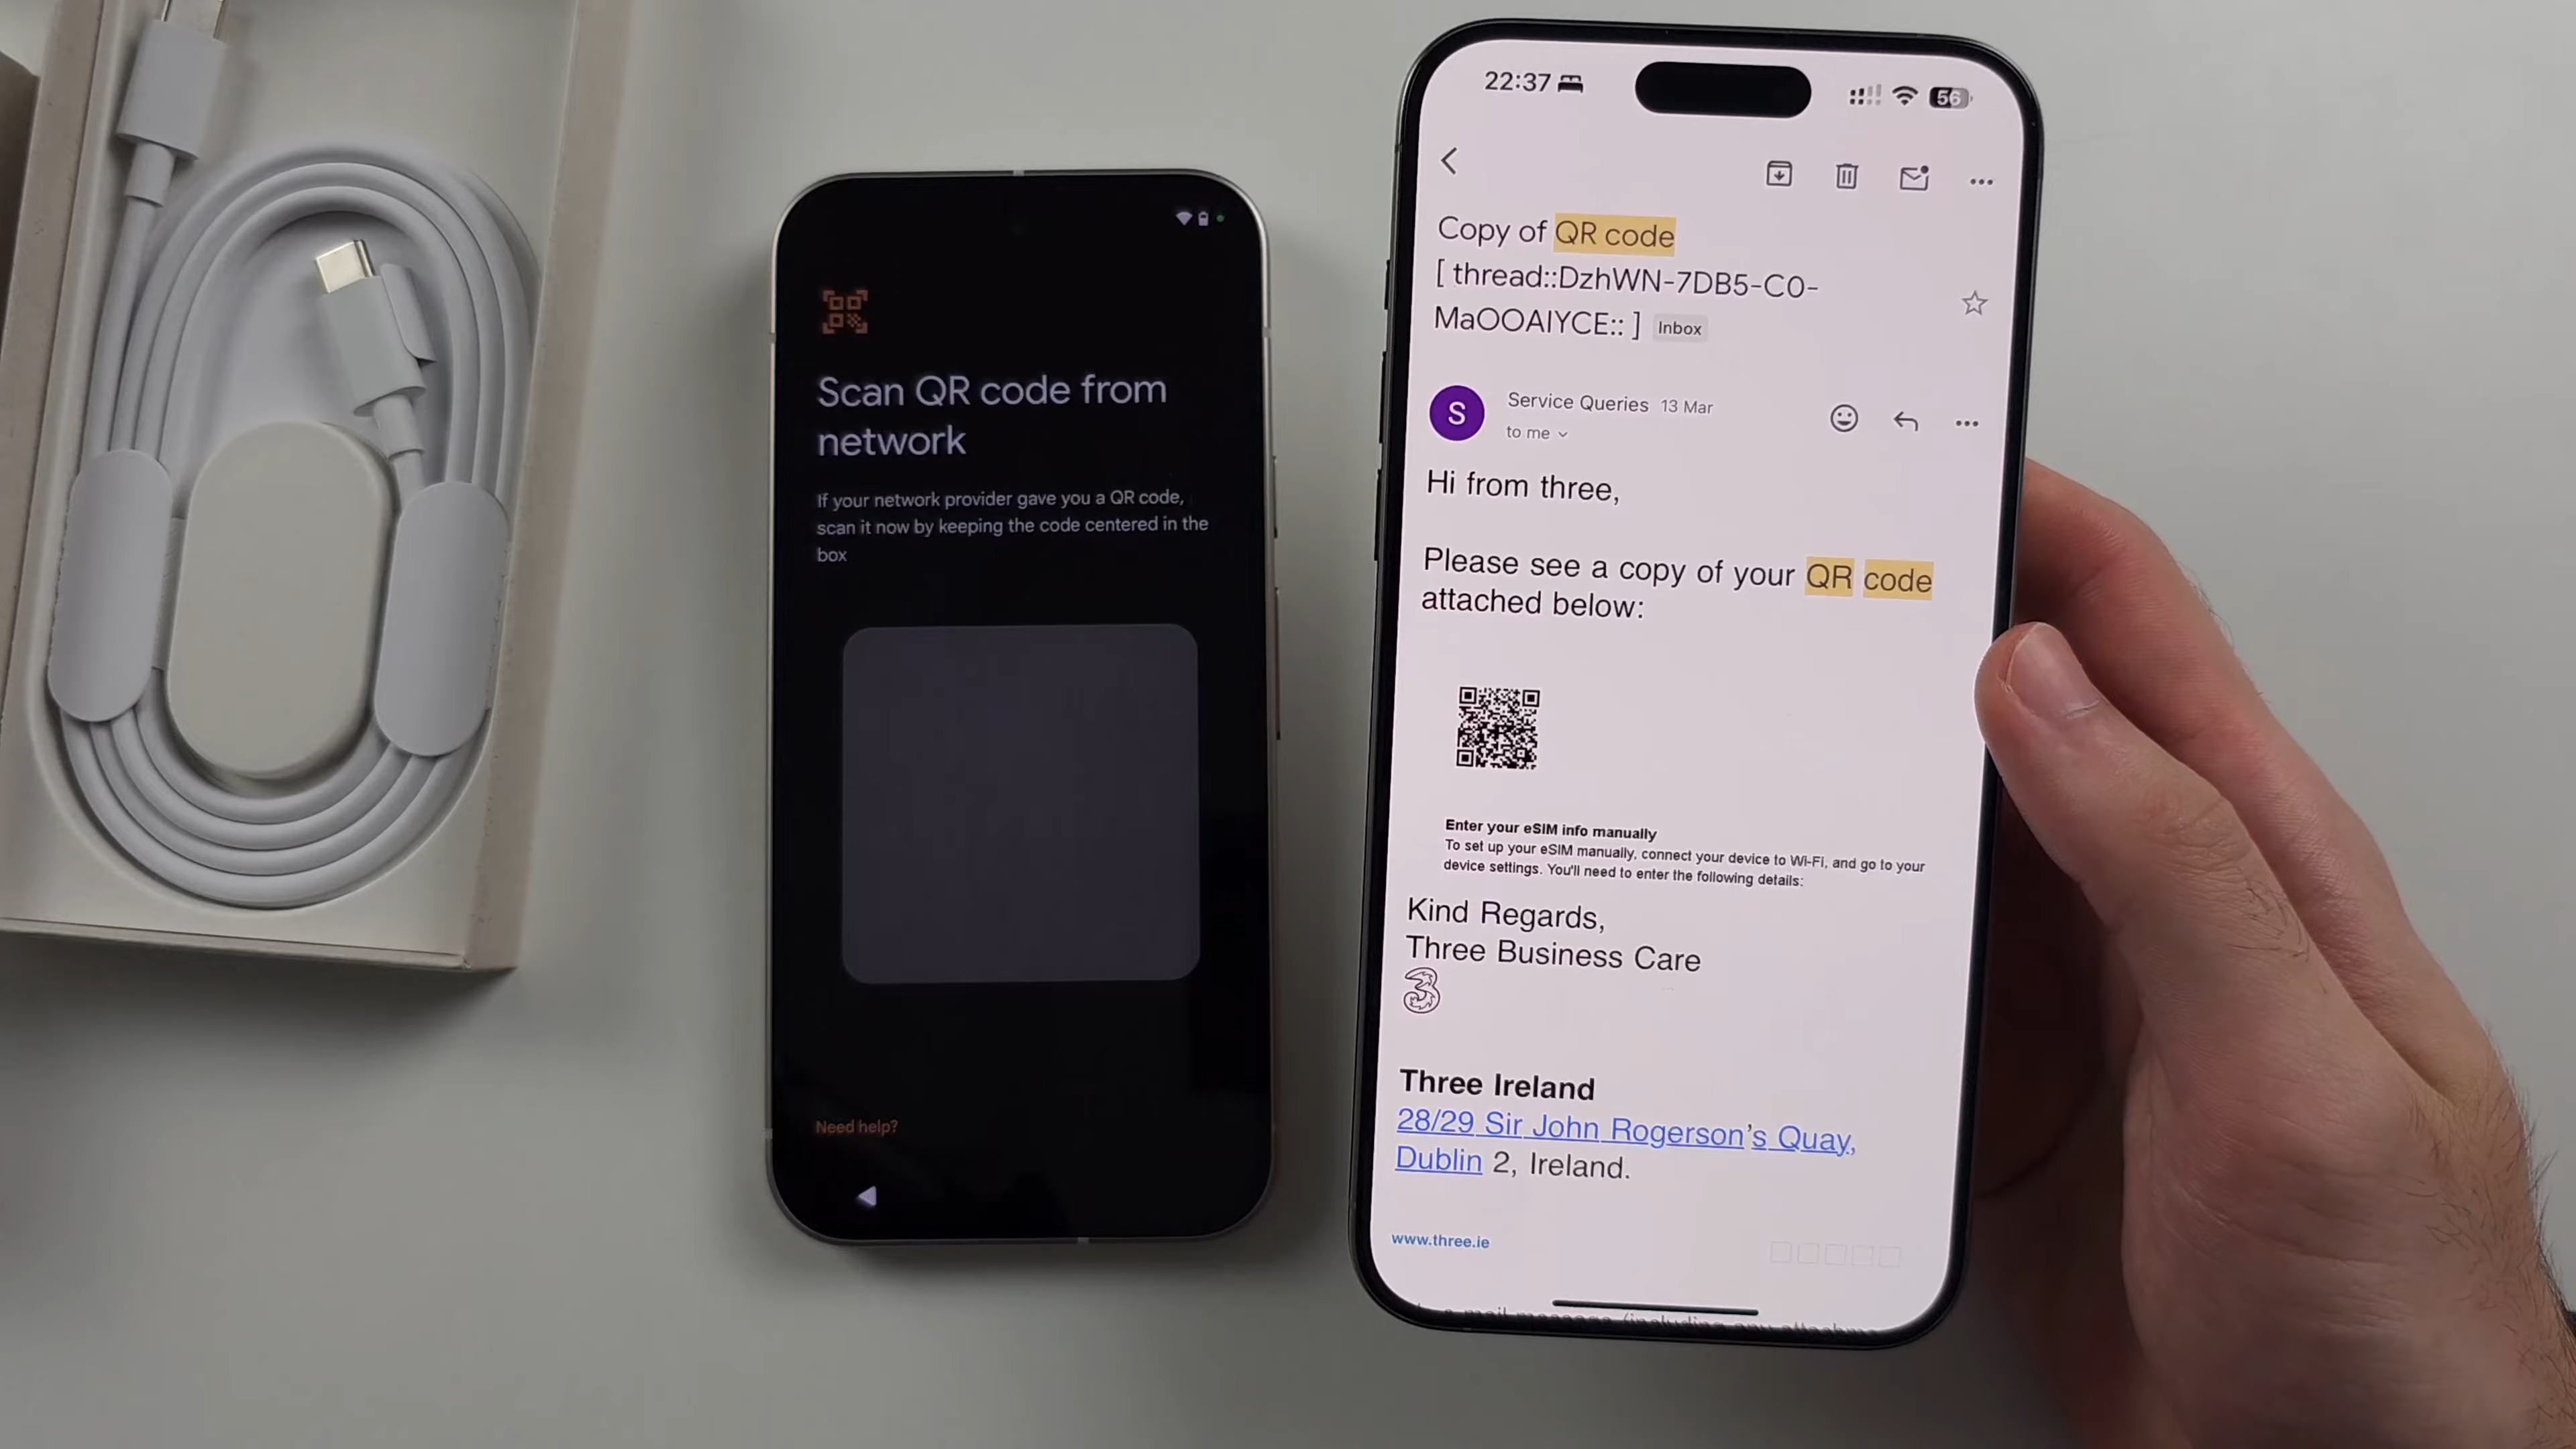 Scan QR code from
network
If your network provider gave you a QR code,
scan it now by keeping the code centered in the
box
Need help?
22:37
56
Copy of QR code
[ thread::DzhWN-7DB5-C0-
MaOOAIYCE:: ] Inbox
S
Service Queries 13 Mar
to me
Hi from three,
Please see a copy of your QR code
attached below:
Enter your eSIM info manually
To set up your eSIM manually, connect your device to Wi-Fi, and go to your
device settings. You'll need to enter the following details:
Kind Regards,
Three Business Care
3
Three Ireland
28/29 Sir John Rogerson's Quay,
Dublin 2, Ireland.
www.three.ie